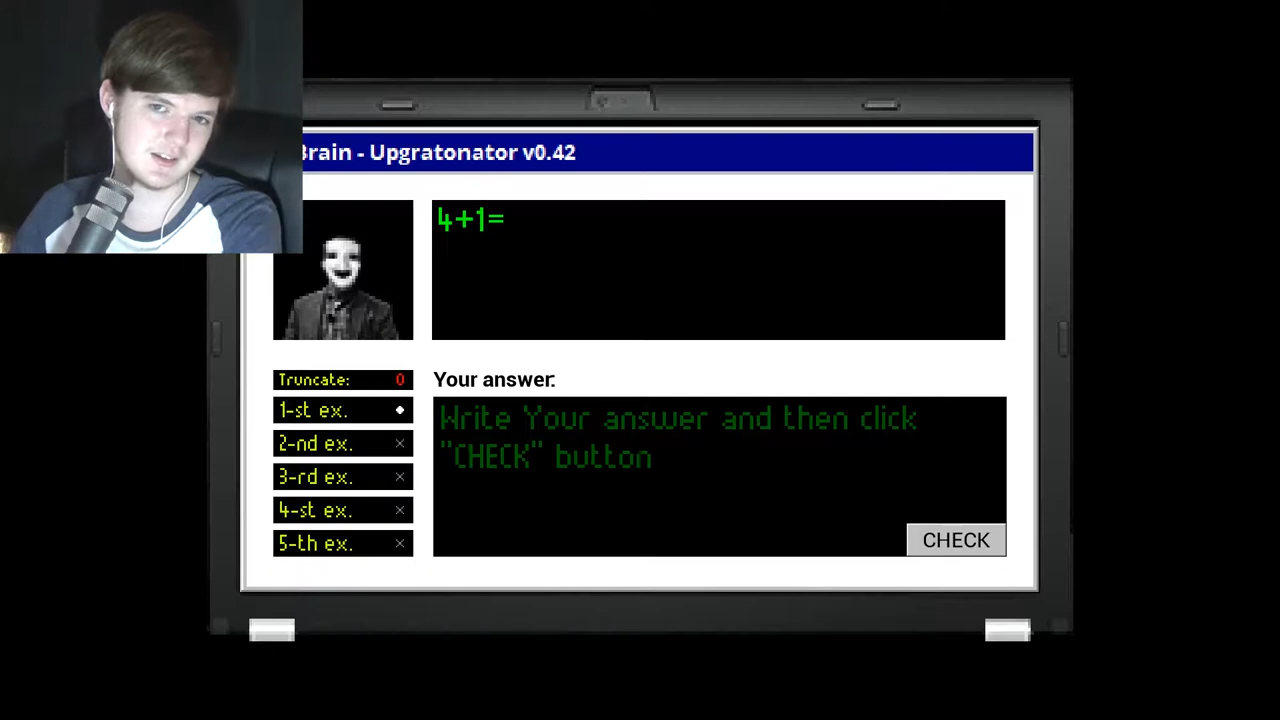 Brain - Upgratonator v0.42
4+1=
Truncate: 0
1-st ex.
2-nd ex. ×
3-rd ex. ×
4-st ex. ×
5-th ex. ×
Your answer:
Write Your answer and then click
"CHECK" button
CHECK